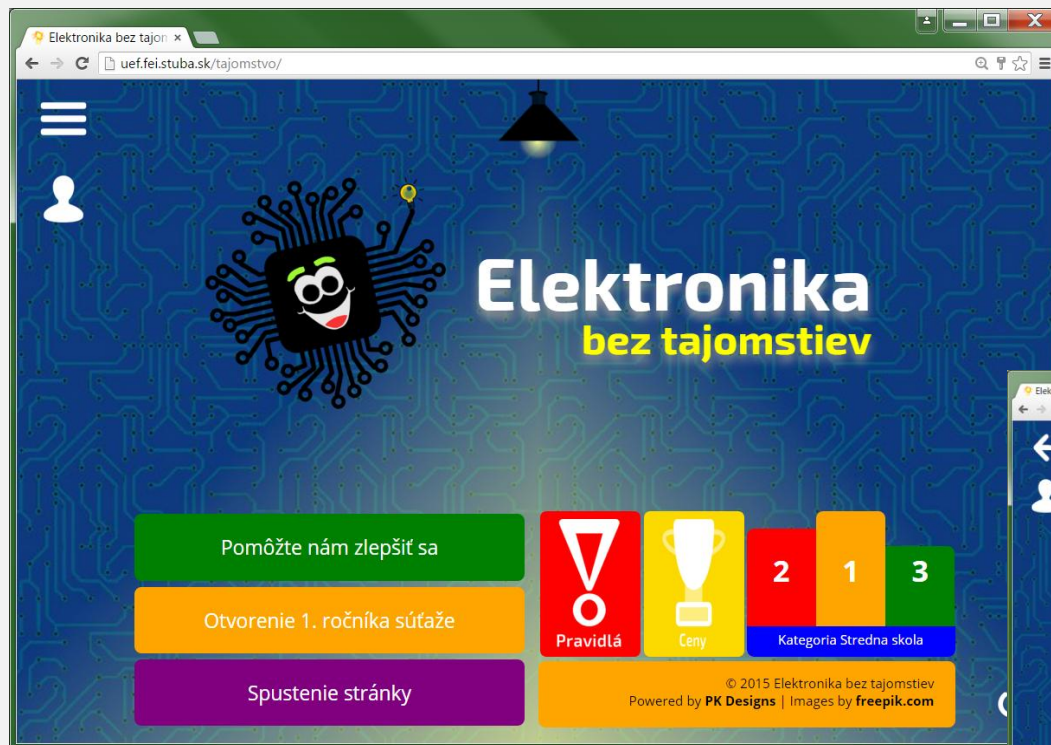 Elektronika bez tajon
uef.fei.stuba.sk/tajomstvo/
Elektronika
bez tajomstiev
Pomôžte nám zlepšiť sa
Otvorenie 1. ročníka súťaže
Spustenie stránky
Pravidlá
Ceny
2 1 3
Kategoria Stredna skola
© 2015 Elektronika bez tajomstiev
Powered by PK Designs | Images by freepik.com
Elek